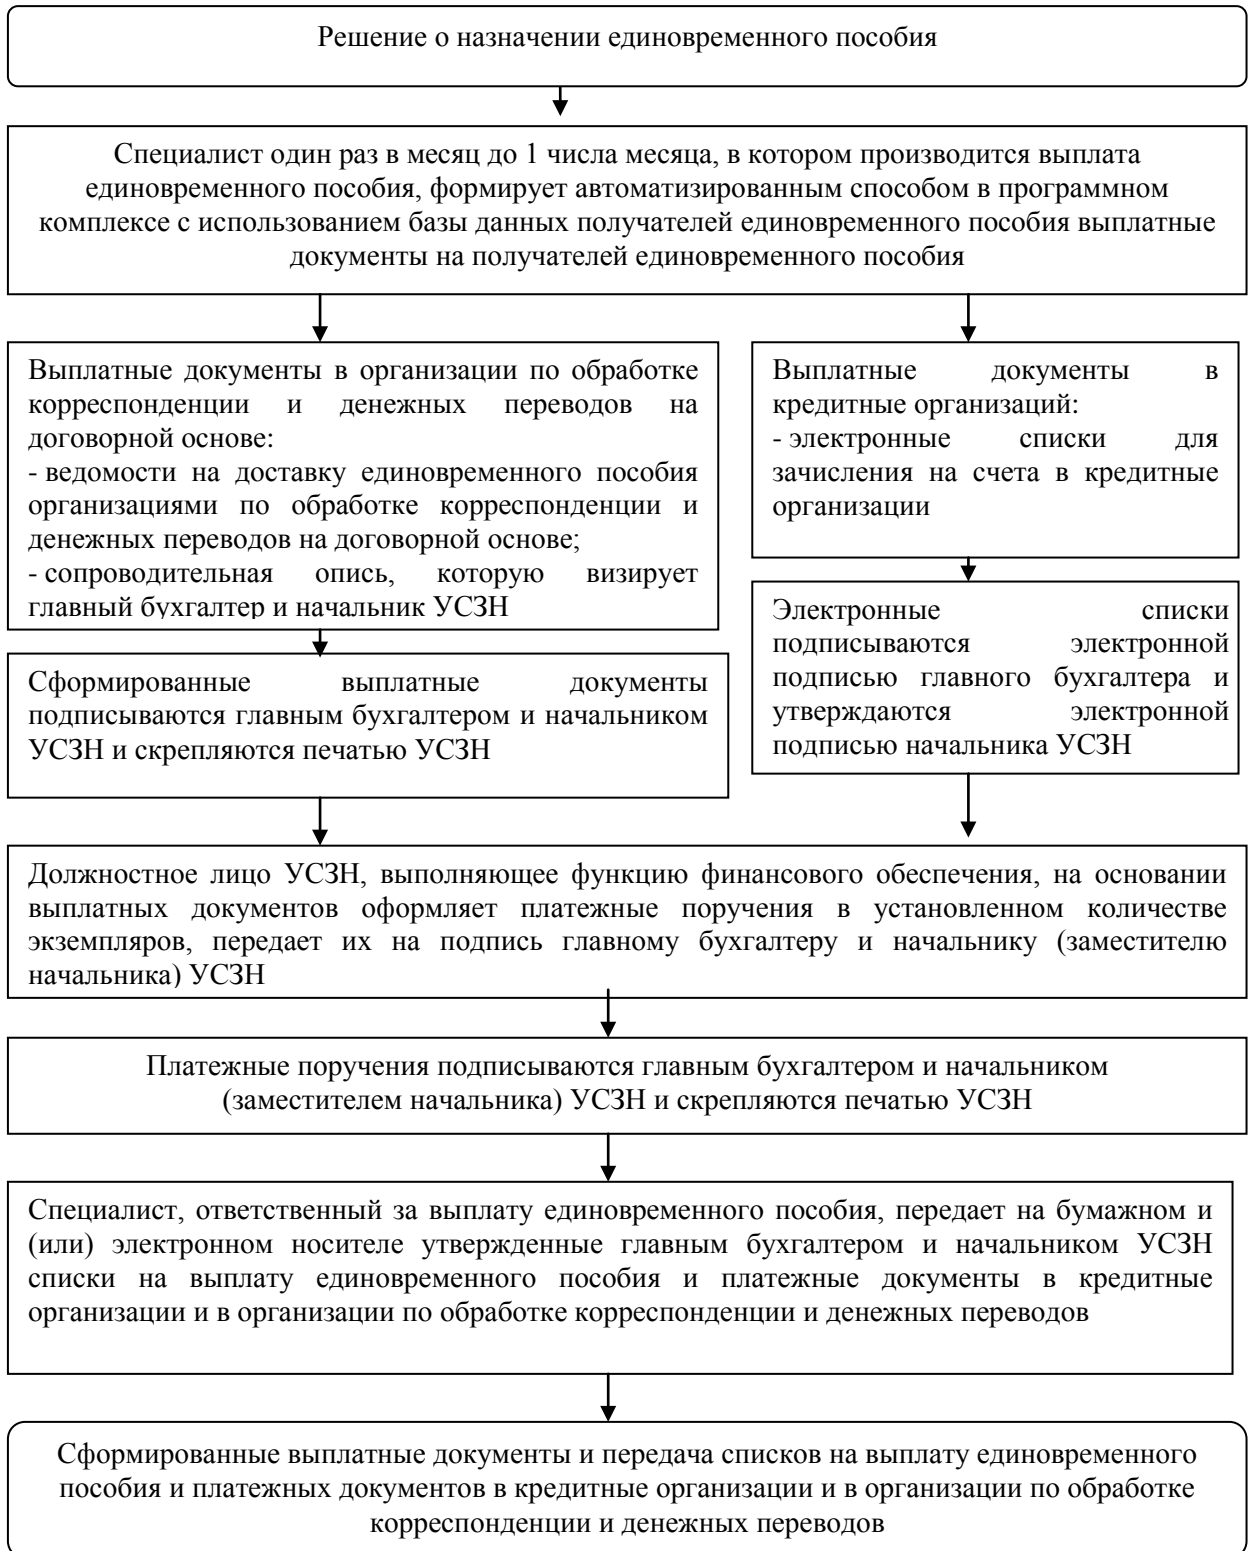 Решение о назначении единовременного пособия
Специалист один раз в месяц до 1 числа месяца, в котором производится выплата
единовременного пособия, формирует автоматизированным способом в программном
комплексе с использованием базы данных получателей единовременного пособия выплатные
документы на получателей единовременного пособия
Выплатные документы в организации по обработке
корреспонденции и денежных переводов на
договорной основе:
- ведомости на доставку единовременного пособия
организациями по обработке корреспонденции и
денежных переводов на договорной основе;
- сопроводительная опись, которую визирует
главный бухгалтер и начальник УСЗН
Выплатные документы в
кредитные организаций:
- электронные списки для
зачисления на счета в кредитные
организации
Сформированные выплатные документы
подписываются главным бухгалтером и начальником
УСЗН и скрепляются печатью УСЗН
Электронные списки
подписываются электронной
подписью главного бухгалтера и
утверждаются электронной
подписью начальника УСЗН
Должностное лицо УСЗН, выполняющее функцию финансового обеспечения, на основании
выплатных документов оформляет платежные поручения в установленном количестве
экземпляров, передает их на подпись главному бухгалтеру и начальнику (заместителю
начальника) УСЗН
Платежные поручения подписываются главным бухгалтером и начальником
(заместителем начальника) УСЗН и скрепляются печатью УСЗН
Специалист, ответственный за выплату единовременного пособия, передает на бумажном и
(или) электронном носителе утвержденные главным бухгалтером и начальником УСЗН
списки на выплату единовременного пособия и платежные документы в кредитные
организации и в организации по обработке корреспонденции и денежных переводов
Сформированные выплатные документы и передача списков на выплату единовременного
пособия и платежных документов в кредитные организации и в организации по обработке
корреспонденции и денежных переводов